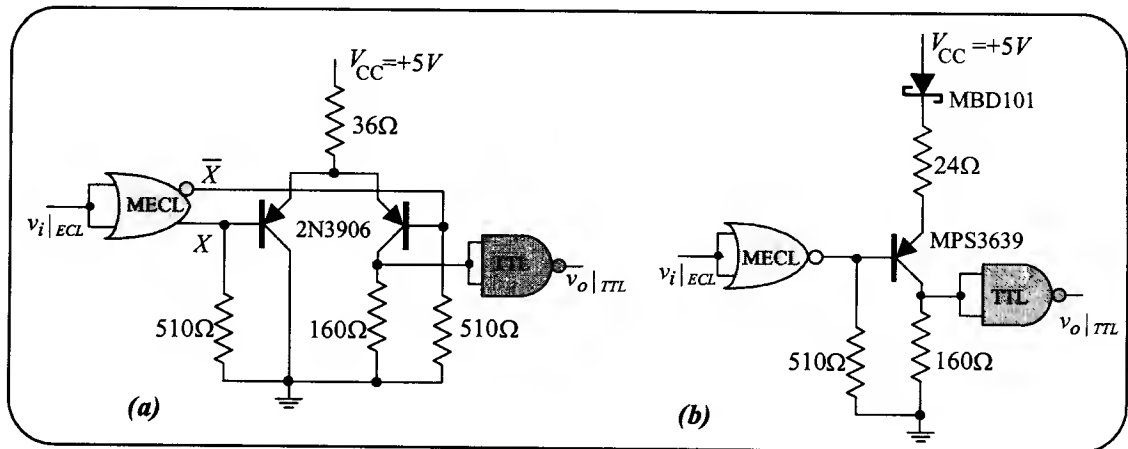 V_CC=+5V
36Ω
X̅
MECL
v_i|ECL
X
2N3906
TTL
v_o|TTL
510Ω
160Ω
510Ω
(a)
V_CC=+5V
MBD101
24Ω
MPS3639
MECL
v_i|ECL
TTL
v_o|TTL
510Ω
160Ω
(b)